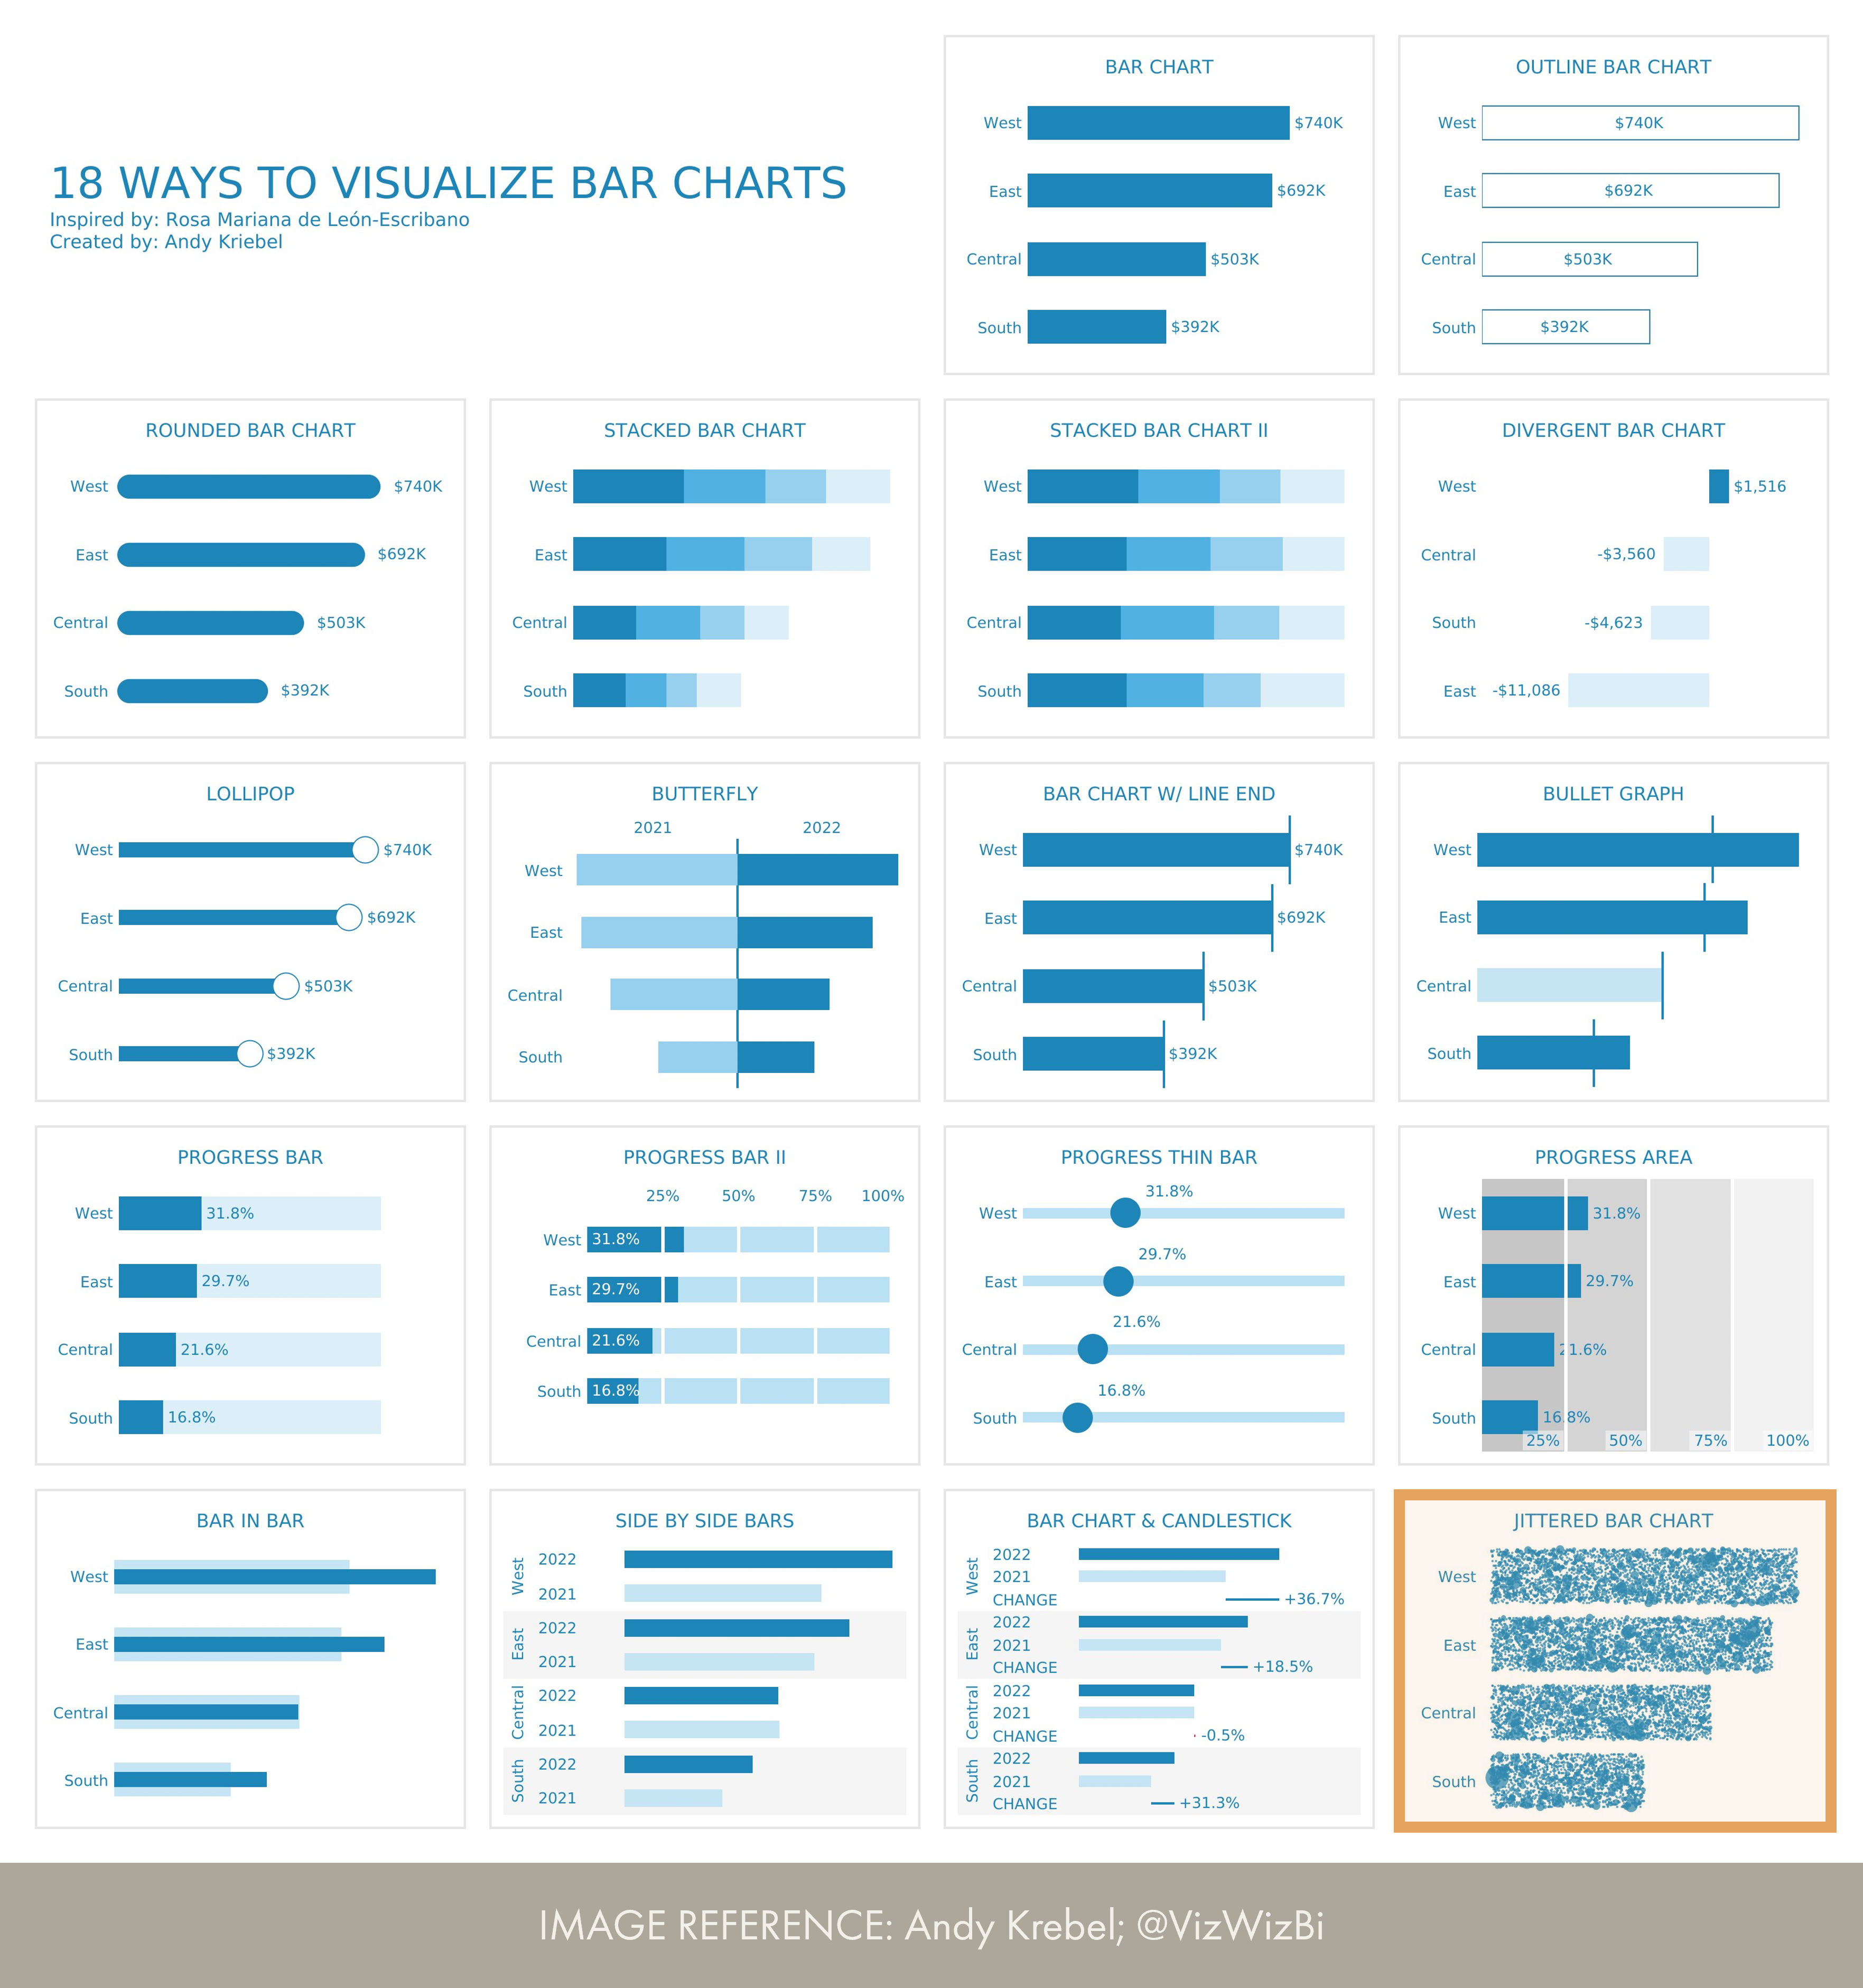 18 WAYS TO VISUALIZE BAR CHARTS
Inspired by: Rosa Mariana de León-Escribano
Created by: Andy Kriebel
BAR CHART
West $740K
East $692K
Central $503K
South $392K
OUTLINE BAR CHART
West $740K
East $692K
Central $503K
South $392K
ROUNDED BAR CHART
West $740K
East $692K
Central $503K
South $392K
STACKED BAR CHART
West
East
Central
South
STACKED BAR CHART II
West
East
Central
South
DIVERGENT BAR CHART
West $1,516
Central -$3,560
South -$4,623
East -$11,086
LOLLIPOP
West $740K
East $692K
Central $503K
South $392K
BUTTERFLY
2021 2022
West
East
Central
South
BAR CHART W/ LINE END
West $740K
East $692K
Central $503K
South $392K
BULLET GRAPH
West
East
Central
South
PROGRESS BAR
West 31.8%
East 29.7%
Central 21.6%
South 16.8%
PROGRESS BAR II
25% 50% 75% 100%
West 31.8%
East 29.7%
Central 21.6%
South 16.8%
PROGRESS THIN BAR
31.8%
West
29.7%
East
21.6%
Central
16.8%
South
PROGRESS AREA
West 31.8%
East 29.7%
Central 21.6%
South 16.8%
25% 50% 75% 100%
BAR IN BAR
West
East
Central
South
SIDE BY SIDE BARS
West
2022
2021
East
2022
2021
Central
2022
2021
South
2022
2021
BAR CHART & CANDLESTICK
West
2022
2021
CHANGE +36.7%
East
2022
2021
CHANGE +18.5%
Central
2022
2021
CHANGE -0.5%
South
2022
2021
CHANGE +31.3%
JITTERED BAR CHART
West
East
Central
South
IMAGE REFERENCE: Andy Krebel; @VizWizBi